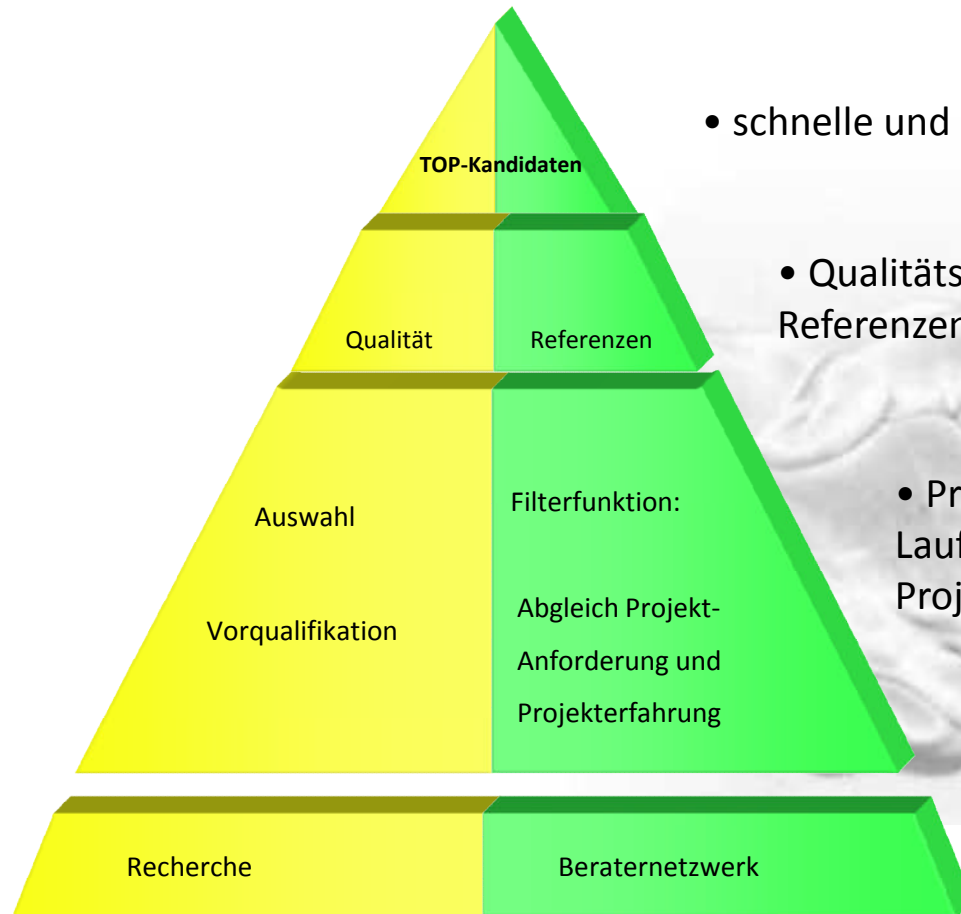 • schnelle und
TOP-Kandidaten
• Qualitäts
Referenzen
Qualität
Referenzen
• Pr
Lauf
Proj
Auswahl
Filterfunktion:
Vorqualifikation
Abgleich Projekt-
Anforderung und
Projekterfahrung
Recherche
Beraternetzwerk